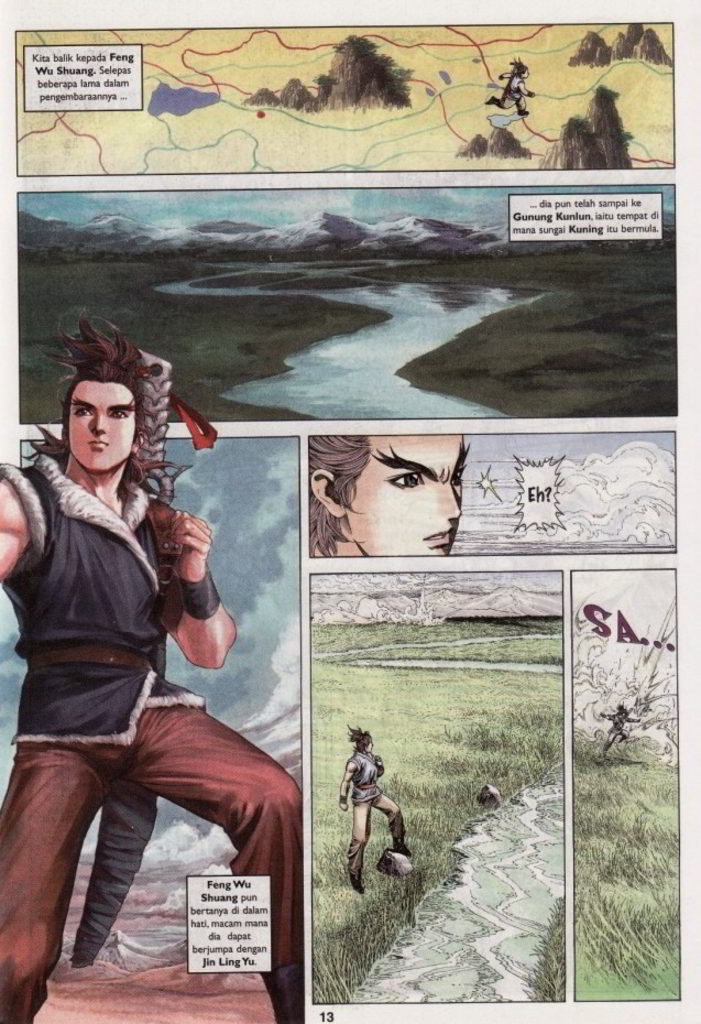 Kita balik kepada Feng
Wu Shuang. Selepas
beberapa lama dalam
pengembaraannya ...
... dia pun telah sampai ke
Gunung Kunlun, iaitu tempat di
mana sungai Kuning itu bermula.
Eh?
SA...
Feng Wu
Shuang pun
bertanya di dalam
hati, macam mana
dia dapat
berjumpa dengan
Jin Ling Yu.
13